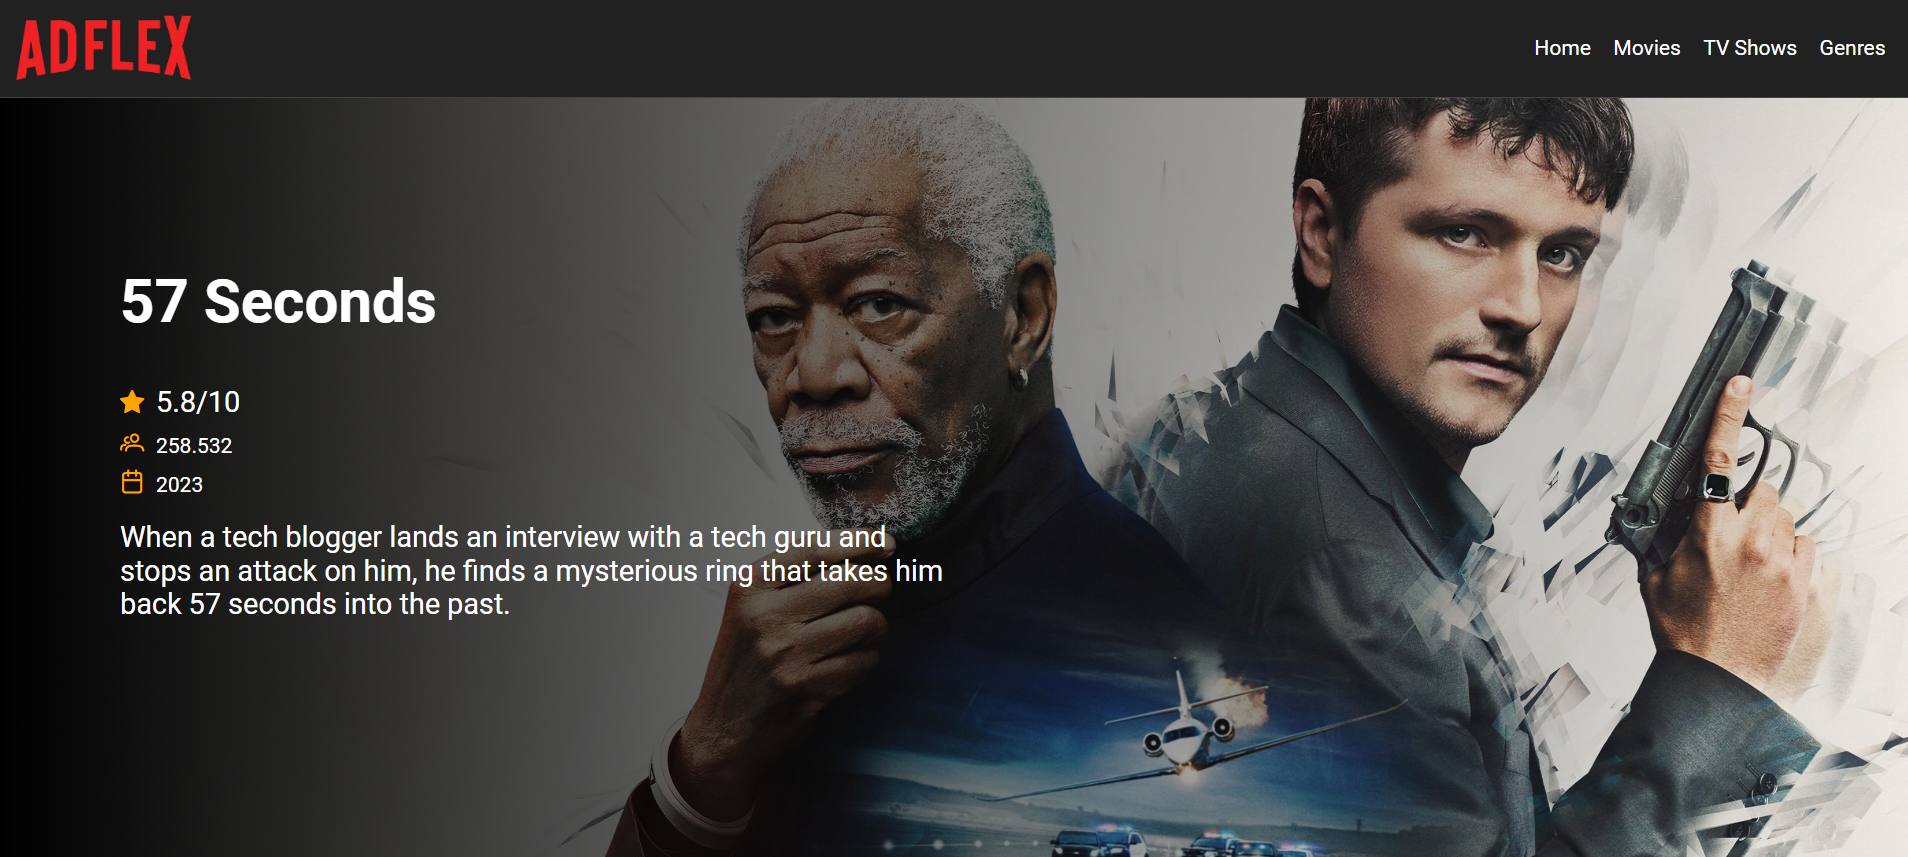 ADFLEX
Home Movies TV Shows Genres
57 Seconds
5.8/10
258.532
2023
When a tech blogger lands an interview with a tech guru and
stops an attack on him, he finds a mysterious ring that takes him
back 57 seconds into the past.